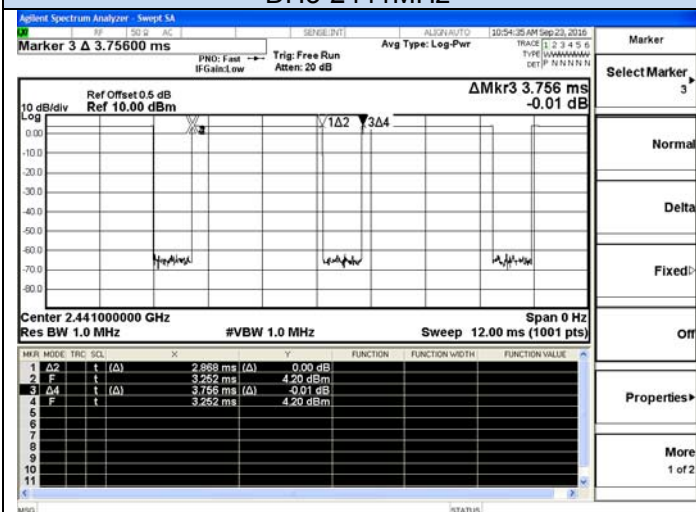 Agilent Spectrum Analyzer - Swept SA
RF 50 Ω AC SENSE:INT ALIGN AUTO 10:54:35 AM Sep 23, 2016
Marker 3 Δ 3.75600 ms
PNO: Fast Trig: Free Run Avg Type: Log-Pwr TRACE 1 2 3 4 5 6
IFGain:Low Atten: 20 dB TYPE
DET P N N N N N
Ref Offset 0.5 dB ΔMkr3 3.756 ms
10 dB/div Ref 10.00 dBm -0.01 dB
Log
1Δ2 3Δ4
0.00
-10.0
-20.0
-30.0
-40.0
-50.0
-60.0
-70.0
-80.0
Center 2.441000000 GHz Span 0 Hz
Res BW 1.0 MHz #VBW 1.0 MHz Sweep 12.00 ms (1001 pts)
MKR MODE TRC SCL X Y FUNCTION FUNCTION WIDTH FUNCTION VALUE
1 Δ2 t (Δ) 2.868 ms (Δ) 0.00 dB
2 F t 3.252 ms 4.20 dBm
3 Δ4 t (Δ) 3.756 ms (Δ) -0.01 dB
4 F t 3.252 ms 4.20 dBm
5
6
7
8
9
10
11
MSG STATUS
Marker
Select Marker
3
Normal
Delta
Fixed
Off
Properties
More
1 of 2